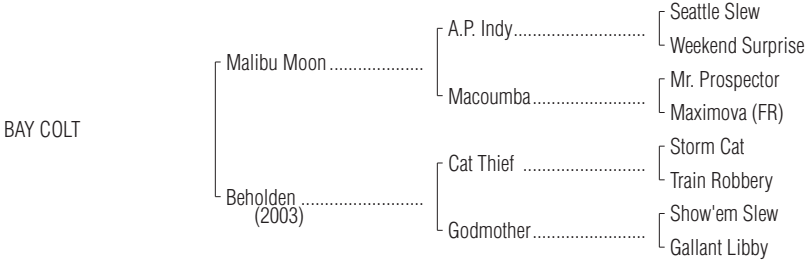 Seattle Slew
A.P. Indy..............................
Weekend Surprise
Malibu Moon .....................
Mr. Prospector
Macoumba..........................
Maximova (FR)
BAY COLT
Storm Cat
Cat Thief ............................
Train Robbery
Beholden ...........................
(2003)
Show'em Slew
Godmother..........................
Gallant Libby